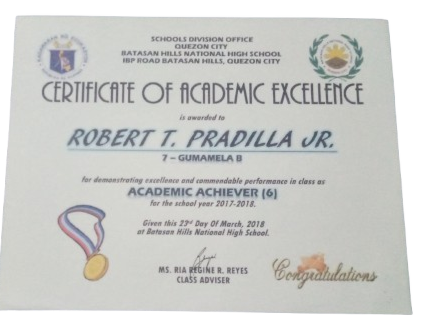 SCHOOLS DIVISION OFFICE
QUEZON CITY
BATASAN HILLS NATIONAL HIGH SCHOOL
IBP ROAD BATASAN HILLS, QUEZON CITY
CERTIFICATE OF ACADEMIC EXCELLENCE
is awarded to
ROBERT T. PRADILLA JR.
7 – GUMAMELA B
for demonstrating excellence and commendable performance in class as
ACADEMIC ACHIEVER (6)
for the school year 2017-2018.
Given this 23rd Day Of March, 2018
at Batasan Hills National High School.
MS. RIA REGINE R. REYES
CLASS ADVISER
Congratulations